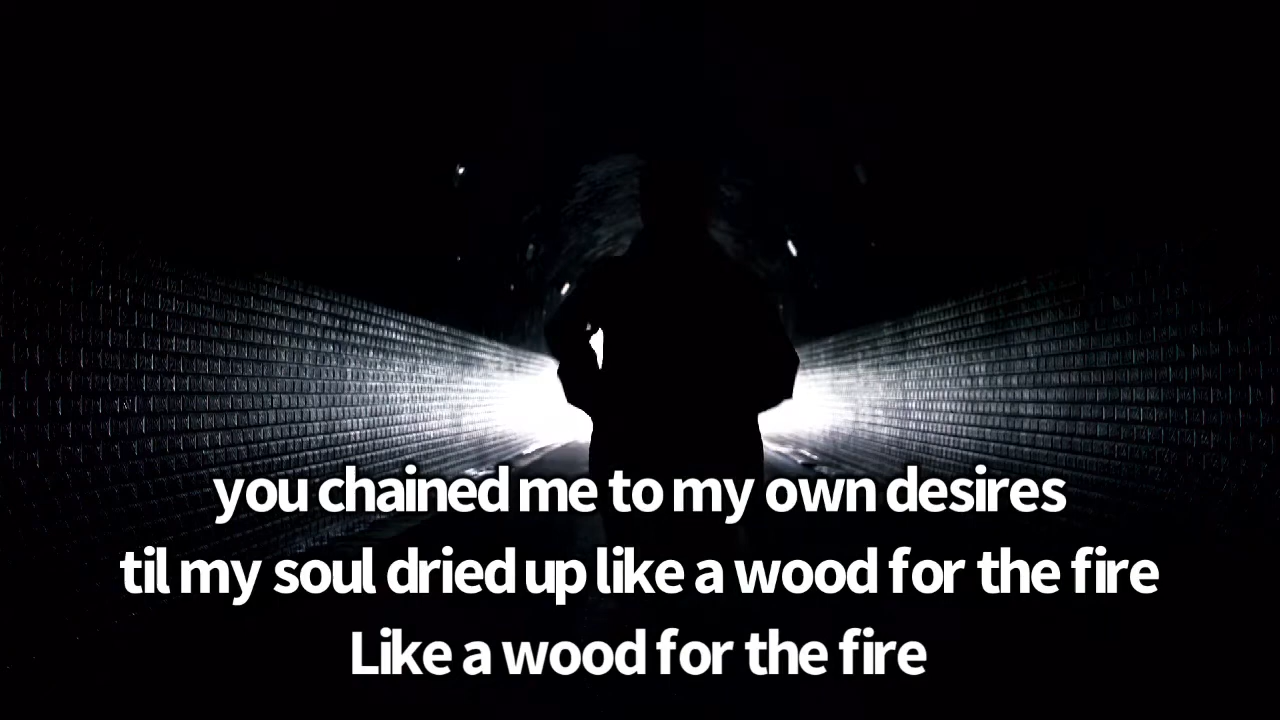 you chained me to my own desires
til my soul dried up like a wood for the fire
Like a wood for the fire